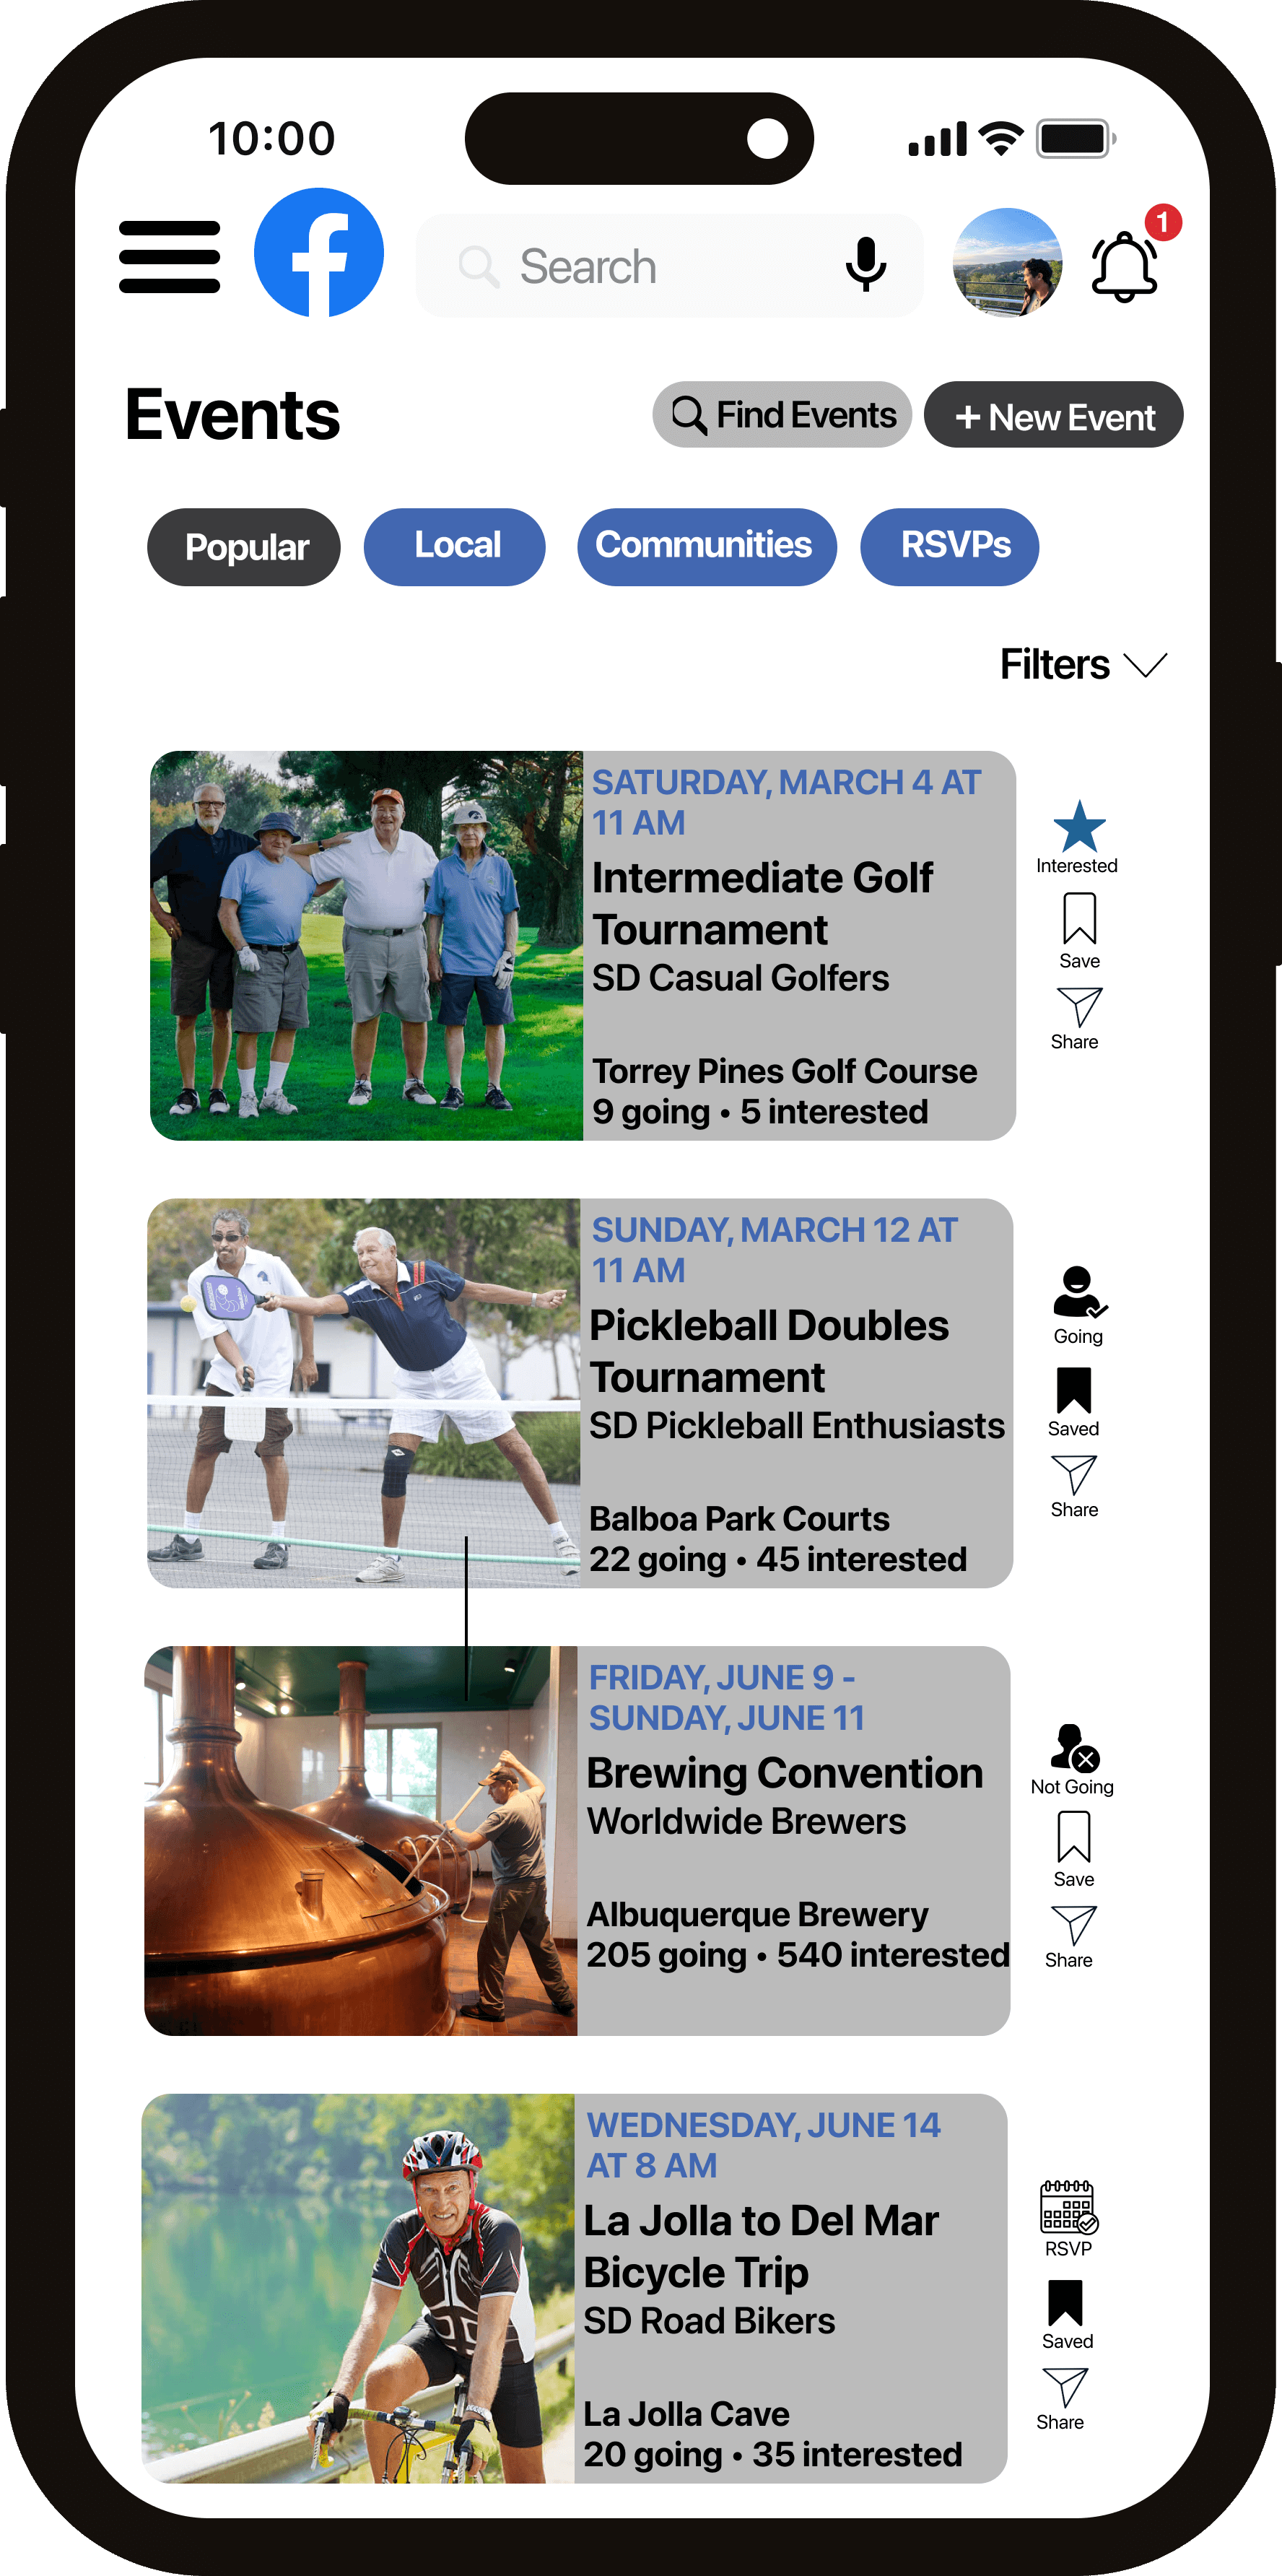 10:00
Search
1
Events
Find Events
+ New Event
Popular
Local
Communities
RSVPs
Filters
SATURDAY, MARCH 4 AT
11 AM
Intermediate Golf
Tournament
SD Casual Golfers
Torrey Pines Golf Course
9 going • 5 interested
Interested
Save
Share
SUNDAY, MARCH 12 AT
11 AM
Pickleball Doubles
Tournament
SD Pickleball Enthusiasts
Balboa Park Courts
22 going • 45 interested
Going
Saved
Share
FRIDAY, JUNE 9 -
SUNDAY, JUNE 11
Brewing Convention
Worldwide Brewers
Albuquerque Brewery
205 going • 540 interested
Not Going
Save
Share
WEDNESDAY, JUNE 14
AT 8 AM
La Jolla to Del Mar
Bicycle Trip
SD Road Bikers
La Jolla Cave
20 going • 35 interested
RSVP
Saved
Share